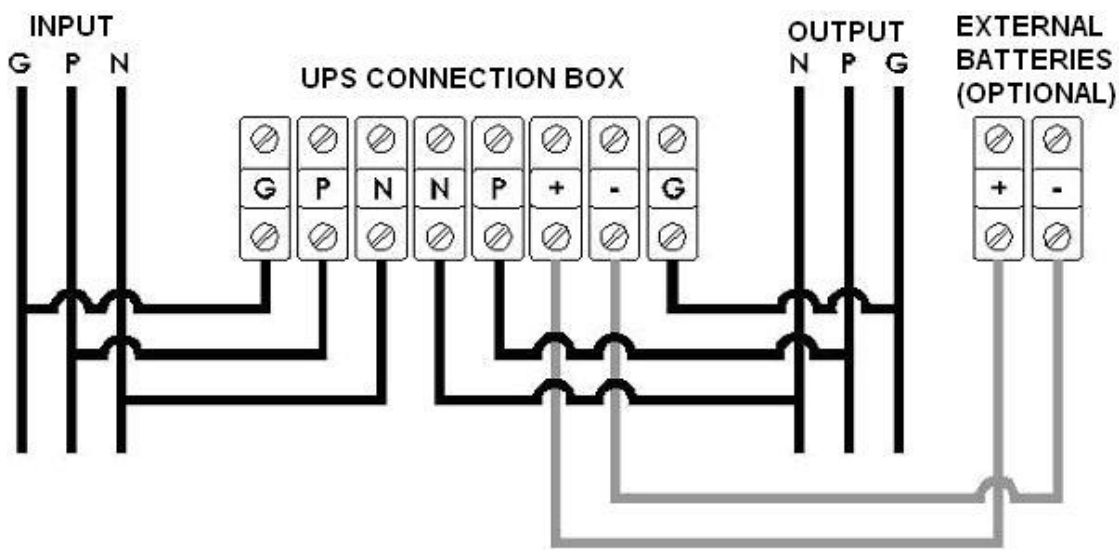 INPUT
G P N
UPS CONNECTION BOX
G P N N P + - G
OUTPUT
N P G
EXTERNAL
BATTERIES
(OPTIONAL)
+ -